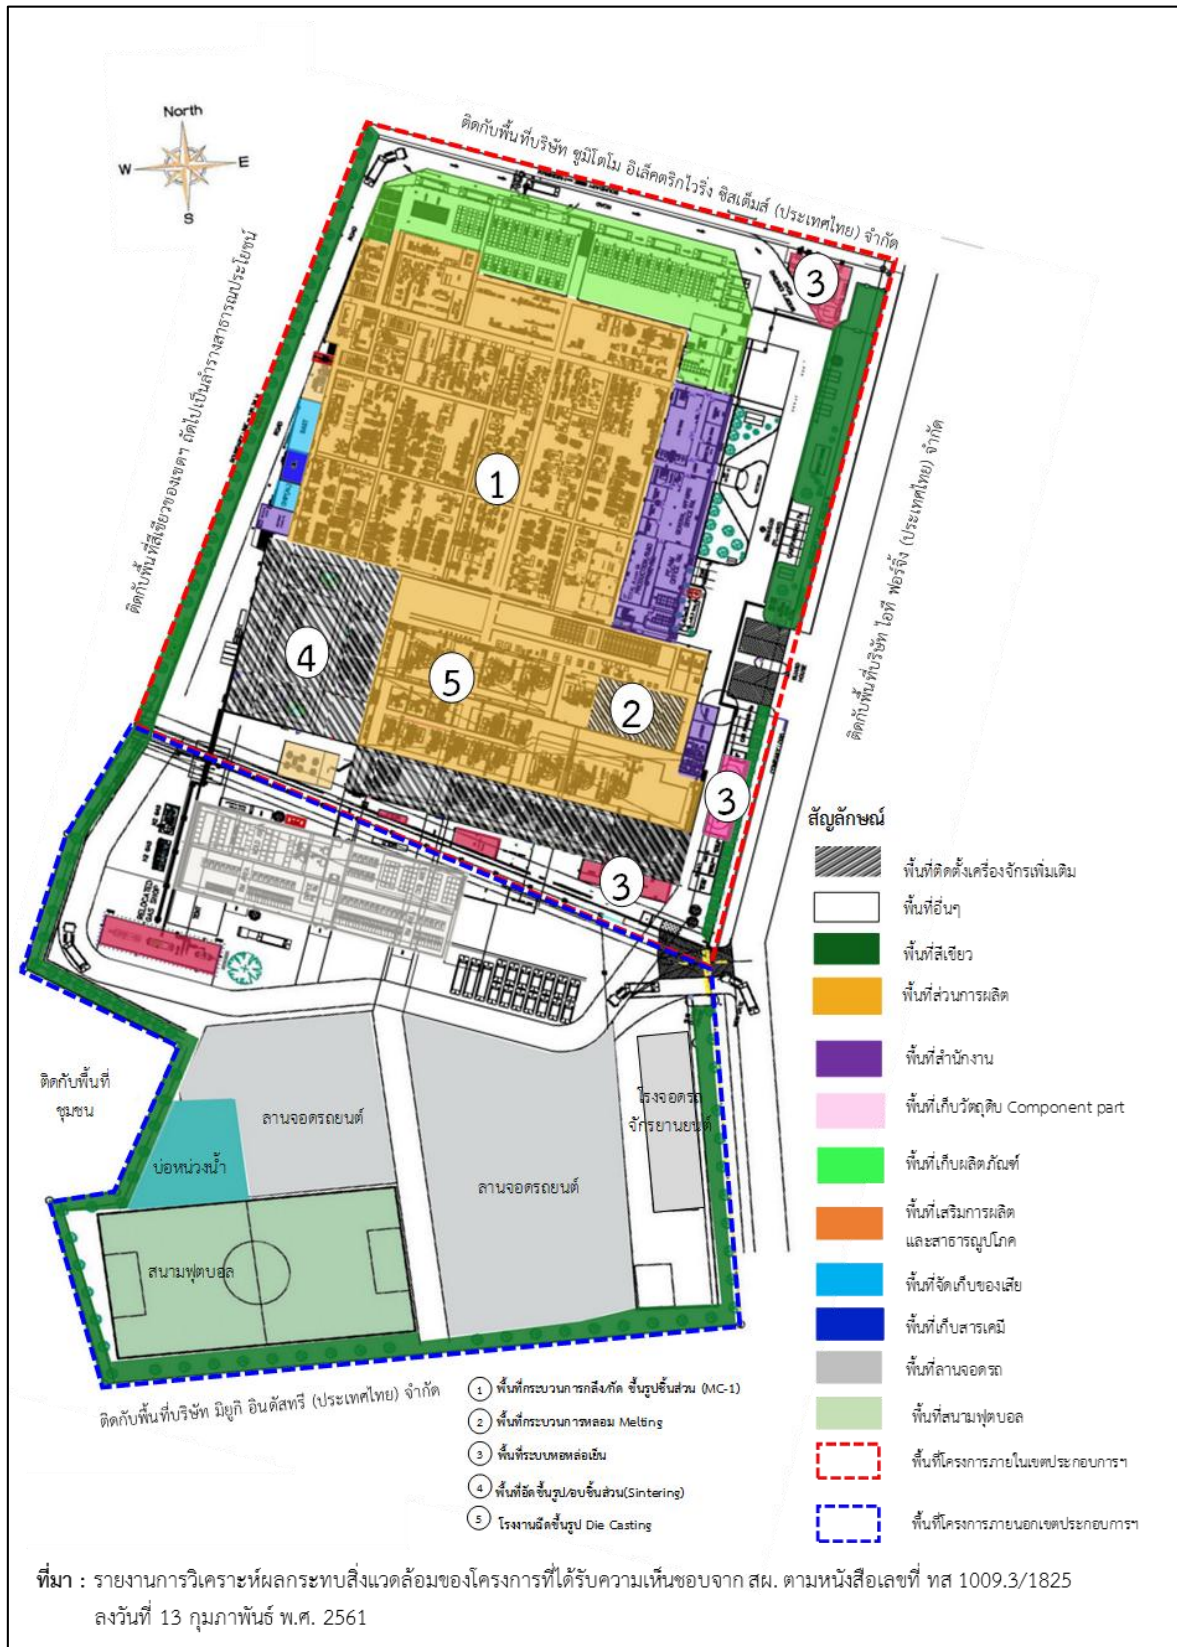 North
W
E
S
ติดกับพื้นที่บริษัท ซูมิโตโม อิเล็คตริกไวริ่ง ซิสเต็มส์ (ประเทศไทย) จำกัด
ติดกับพื้นที่สีเขียวของเขตฯ ถัดไปเป็นลำรางสาธารณประโยชน์
ติดกับพื้นที่บริษัท ไอที ฟอร์จิ้ง (ประเทศไทย) จำกัด
3
1
4
5
2
3
3
RELOCATED
GAS SHOP
ติดกับพื้นที่
ชุมชน
บ่อหน่วงน้ำ
ลานจอดรถยนต์
ลานจอดรถยนต์
โรงจอดรถ
จักรยานยนต์
สนามฟุตบอล
ติดกับพื้นที่บริษัท มิยูกิ อินดัสทรี (ประเทศไทย) จำกัด
สัญลักษณ์
พื้นที่ติดตั้งเครื่องจักรเพิ่มเติม
พื้นที่อื่นๆ
พื้นที่สีเขียว
พื้นที่ส่วนการผลิต
พื้นที่สำนักงาน
พื้นที่เก็บวัตถุดิบ Component part
พื้นที่เก็บผลิตภัณฑ์
พื้นที่เสริมการผลิต
และสาธารณูปโภค
พื้นที่จัดเก็บของเสีย
พื้นที่เก็บสารเคมี
พื้นที่ลานจอดรถ
พื้นที่สนามฟุตบอล
พื้นที่โครงการภายในเขตประกอบการฯ
พื้นที่โครงการภายนอกเขตประกอบการฯ
1 พื้นที่กระบวนการกลึง/กัด ขึ้นรูปชิ้นส่วน (MC-1)
2 พื้นที่กระบวนการหลอม Melting
3 พื้นที่ระบบหอหล่อเย็น
4 พื้นที่อัดขึ้นรูป/อบชิ้นส่วน(Sintering)
5 โรงงานฉีดขึ้นรูป Die Casting
ที่มา : รายงานการวิเคราะห์ผลกระทบสิ่งแวดล้อมของโครงการที่ได้รับความเห็นชอบจาก สผ. ตามหนังสือเลขที่ ทส 1009.3/1825
ลงวันที่ 13 กุมภาพันธ์ พ.ศ. 2561